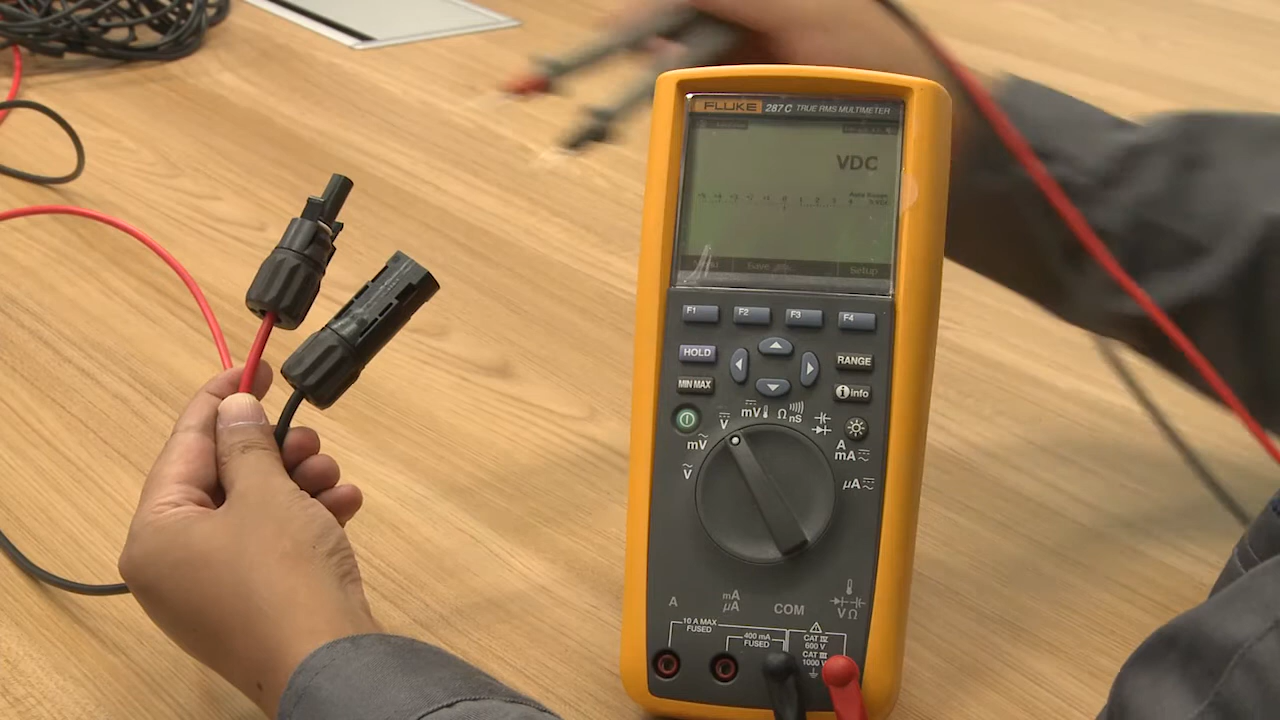 FLUKE 287 C TRUE RMS MULTIMETER
VDC
Auto Range
Save
Setup
F1 F2 F3 F4
HOLD
RANGE
MIN MAX
i info
mV
Ω nS
V
mV
A
mA
V
µA
A
mA
µA
COM
V Ω
10 A MAX
FUSED
400 mA
FUSED
CAT IV
600 V
CAT III
1000 V